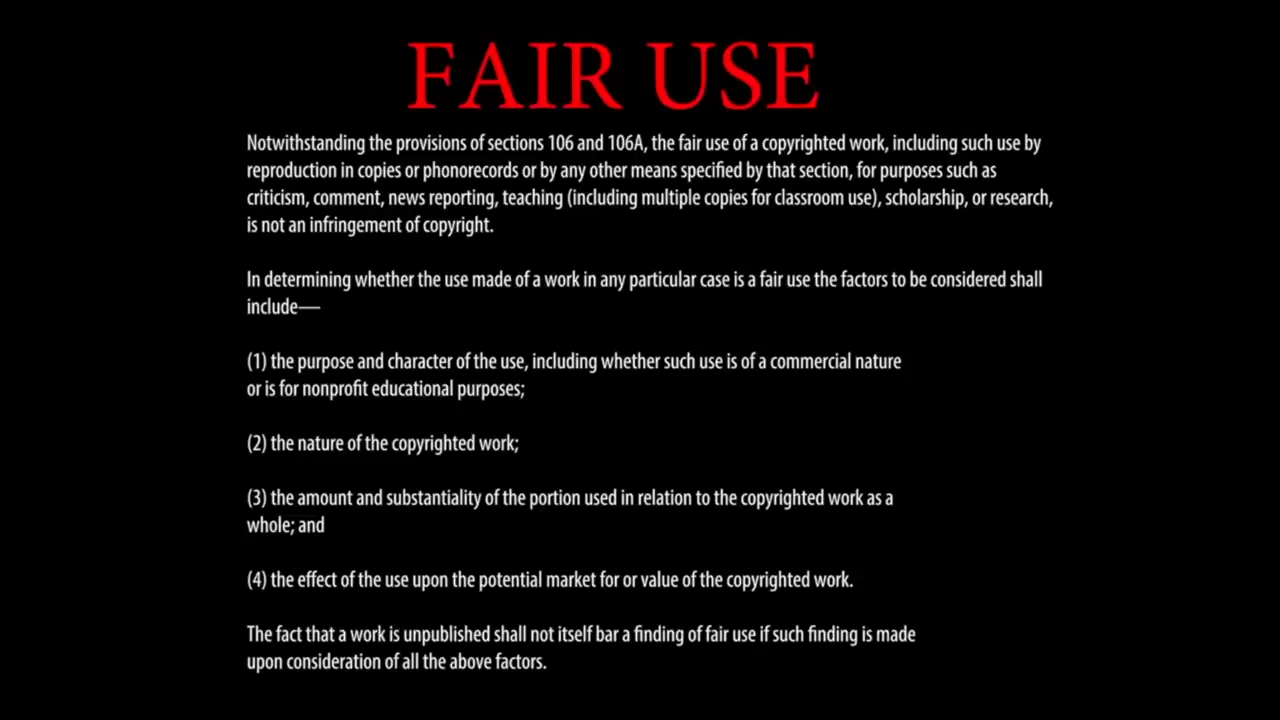 FAIR USE
Notwithstanding the provisions of sections 106 and 106A, the fair use of a copyrighted work, including such use by
reproduction in copies or phonorecords or by any other means specified by that section, for purposes such as
criticism, comment, news reporting, teaching (including multiple copies for classroom use), scholarship, or research,
is not an infringement of copyright.
In determining whether the use made of a work in any particular case is a fair use the factors to be considered shall
include—
(1) the purpose and character of the use, including whether such use is of a commercial nature
or is for nonprofit educational purposes;
(2) the nature of the copyrighted work;
(3) the amount and substantiality of the portion used in relation to the copyrighted work as a
whole; and
(4) the effect of the use upon the potential market for or value of the copyrighted work.
The fact that a work is unpublished shall not itself bar a finding of fair use if such finding is made
upon consideration of all the above factors.